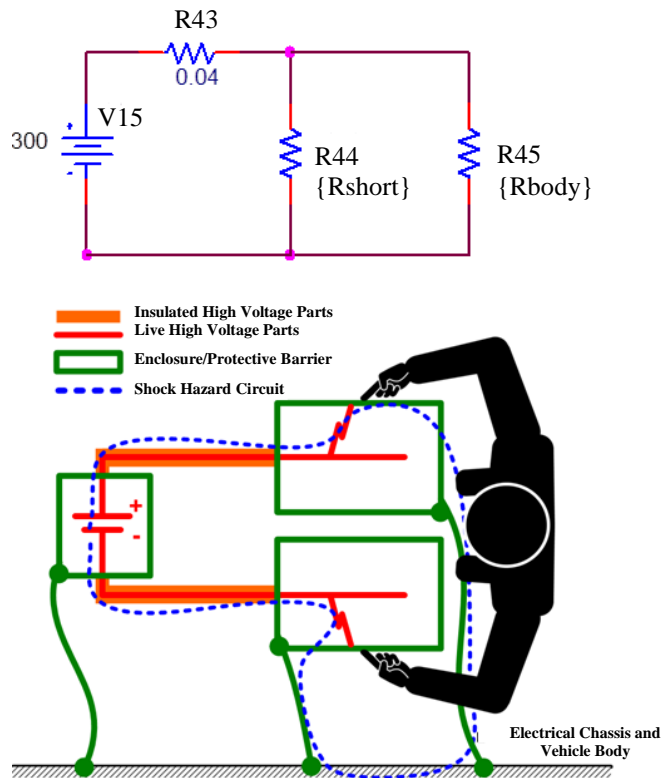 R43
0.04
+
V15
300
-
R44
{Rshort}
R45
{Rbody}
Insulated High Voltage Parts
Live High Voltage Parts
Enclosure/Protective Barrier
Shock Hazard Circuit
+
-
Electrical Chassis and
Vehicle Body